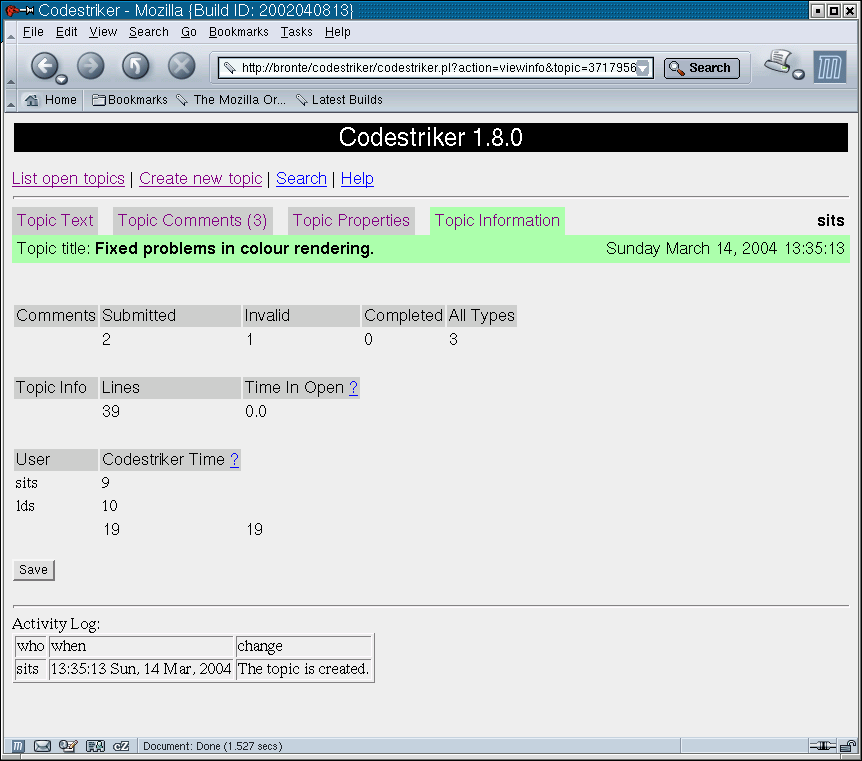 Codestriker - Mozilla {Build ID: 2002040813}
File Edit View Search Go Bookmarks Tasks Help
http://bronte/codestriker/codestriker.pl?action=viewinfo&topic=3717956 Search
Home Bookmarks The Mozilla Or... Latest Builds
Codestriker 1.8.0
List open topics | Create new topic | Search | Help
Topic Text Topic Comments (3) Topic Properties Topic Information sits
Topic title: Fixed problems in colour rendering. Sunday March 14, 2004 13:35:13
Comments Submitted Invalid Completed All Types
2 1 0 3
Topic Info Lines Time In Open ?
39 0.0
User Codestriker Time ?
sits 9
lds 10
19 19
Save
Activity Log:
who when change
sits 13:35:13 Sun, 14 Mar, 2004 The topic is created.
Document: Done (1.527 secs)